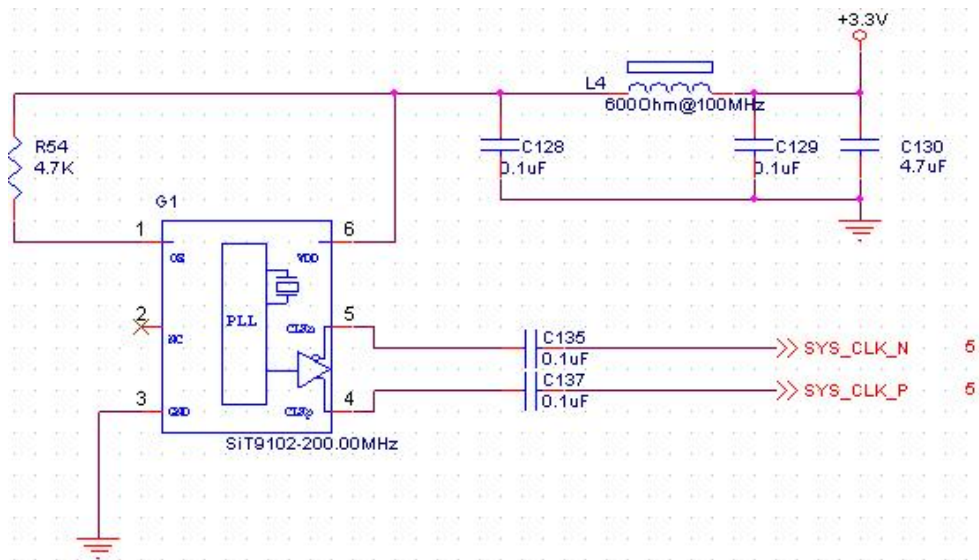 +3.3V
L4
600Ohm@100MHz
R54
4.7K
C128
0.1uF
C129
0.1uF
C130
4.7uF
G1
1
6
OE
VDD
2
5
NC
PLL
CLKn
3
4
GND
CLKp
SiT9102-200.00MHz
C135
0.1uF
SYS_CLK_N 5
C137
0.1uF
SYS_CLK_P 5